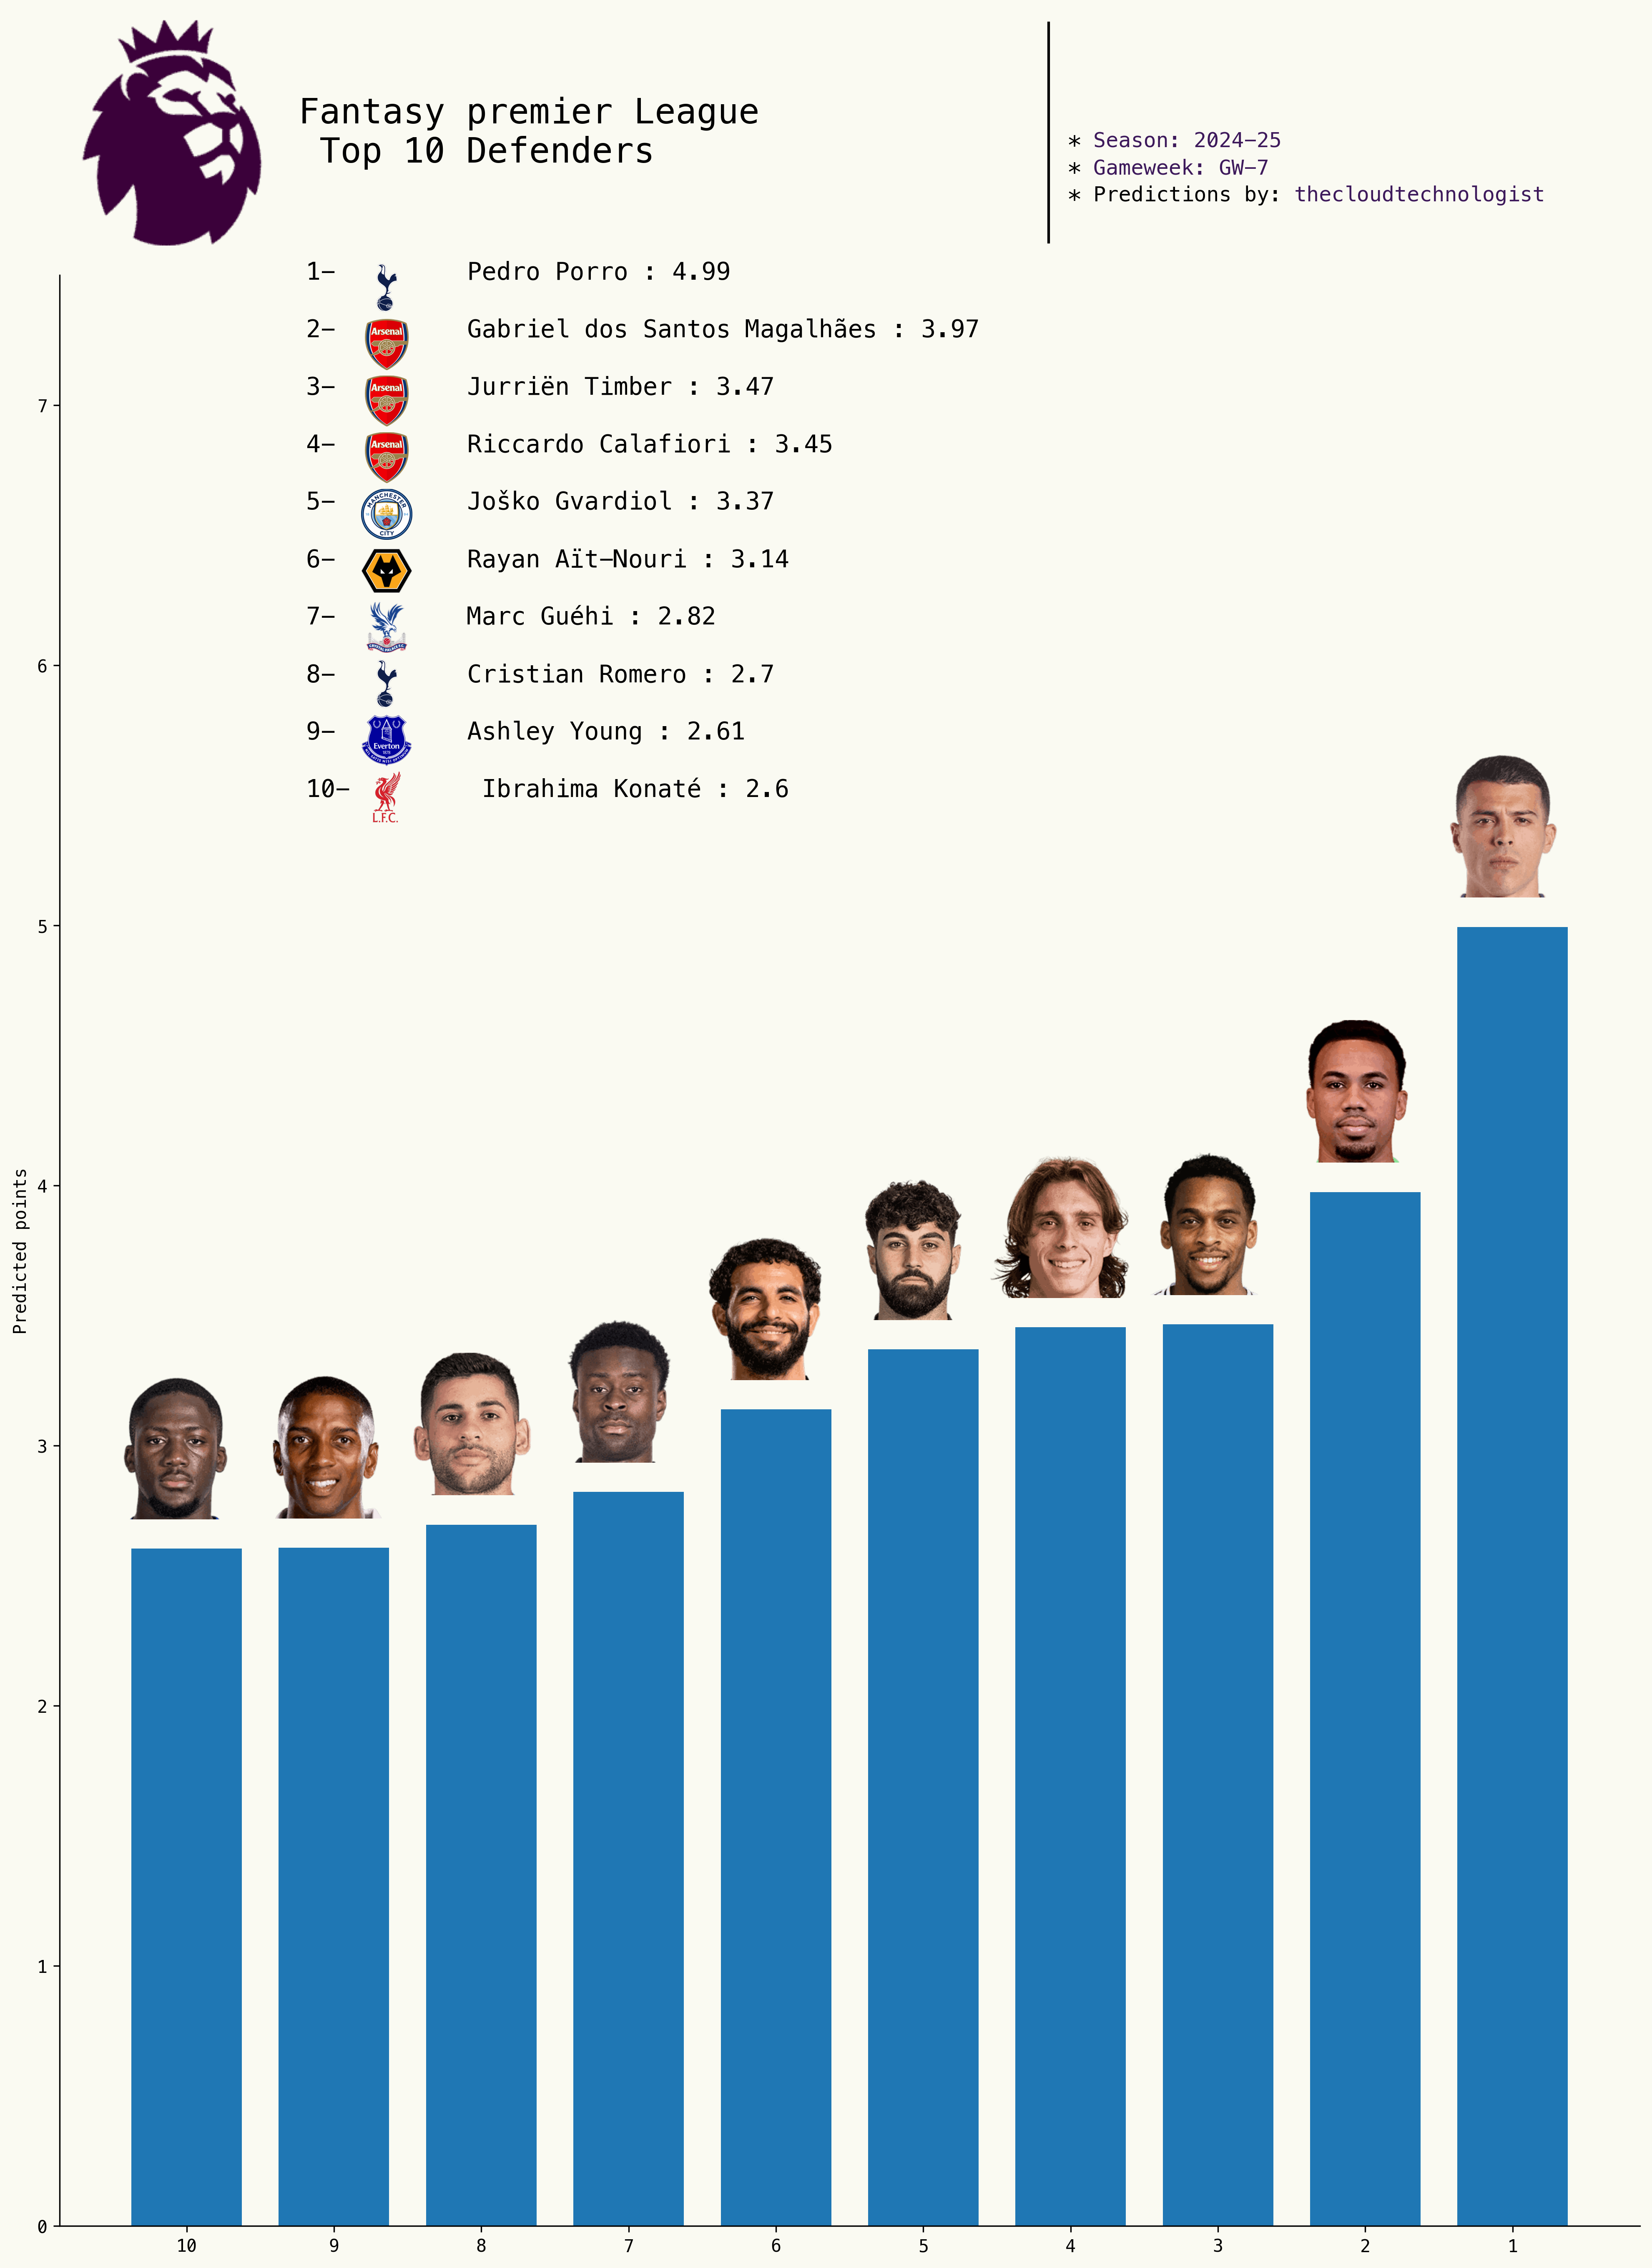 Fantasy premier League
Top 10 Defenders
* Season: 2024-25
* Gameweek: GW-7
* Predictions by: thecloudtechnologist
1- Pedro Porro : 4.99
2- Arsenal Gabriel dos Santos Magalhães : 3.97
3- Arsenal Jurriën Timber : 3.47
4- Arsenal Riccardo Calafiori : 3.45
5- MANCHESTER CITY Joško Gvardiol : 3.37
6- Rayan Aït-Nouri : 3.14
7- Marc Guéhi : 2.82
8- Cristian Romero : 2.7
9- Everton Ashley Young : 2.61
10- L.F.C. Ibrahima Konaté : 2.6
Predicted points
7
6
5
4
3
2
1
0
10 9 8 7 6 5 4 3 2 1